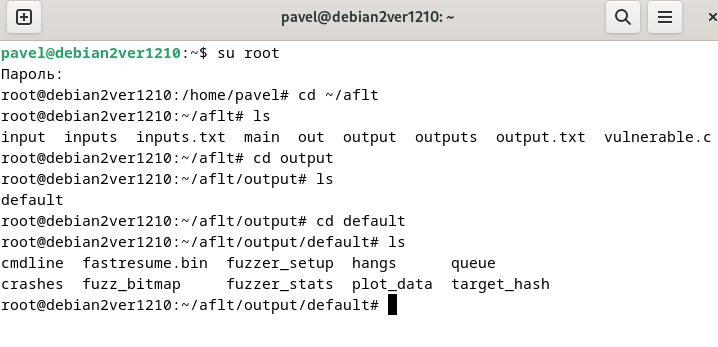 pavel@debian2ver1210: ~
pavel@debian2ver1210:~$ su root
Пароль:
root@debian2ver1210:/home/pavel# cd ~/aflt
root@debian2ver1210:~/aflt# ls
input  inputs  inputs.txt  main  out  output  outputs  output.txt  vulnerable.c
root@debian2ver1210:~/aflt# cd output
root@debian2ver1210:~/aflt/output# ls
default
root@debian2ver1210:~/aflt/output# cd default
root@debian2ver1210:~/aflt/output/default# ls
cmdline  fastresume.bin  fuzzer_setup  hangs      queue
crashes  fuzz_bitmap     fuzzer_stats  plot_data  target_hash
root@debian2ver1210:~/aflt/output/default#